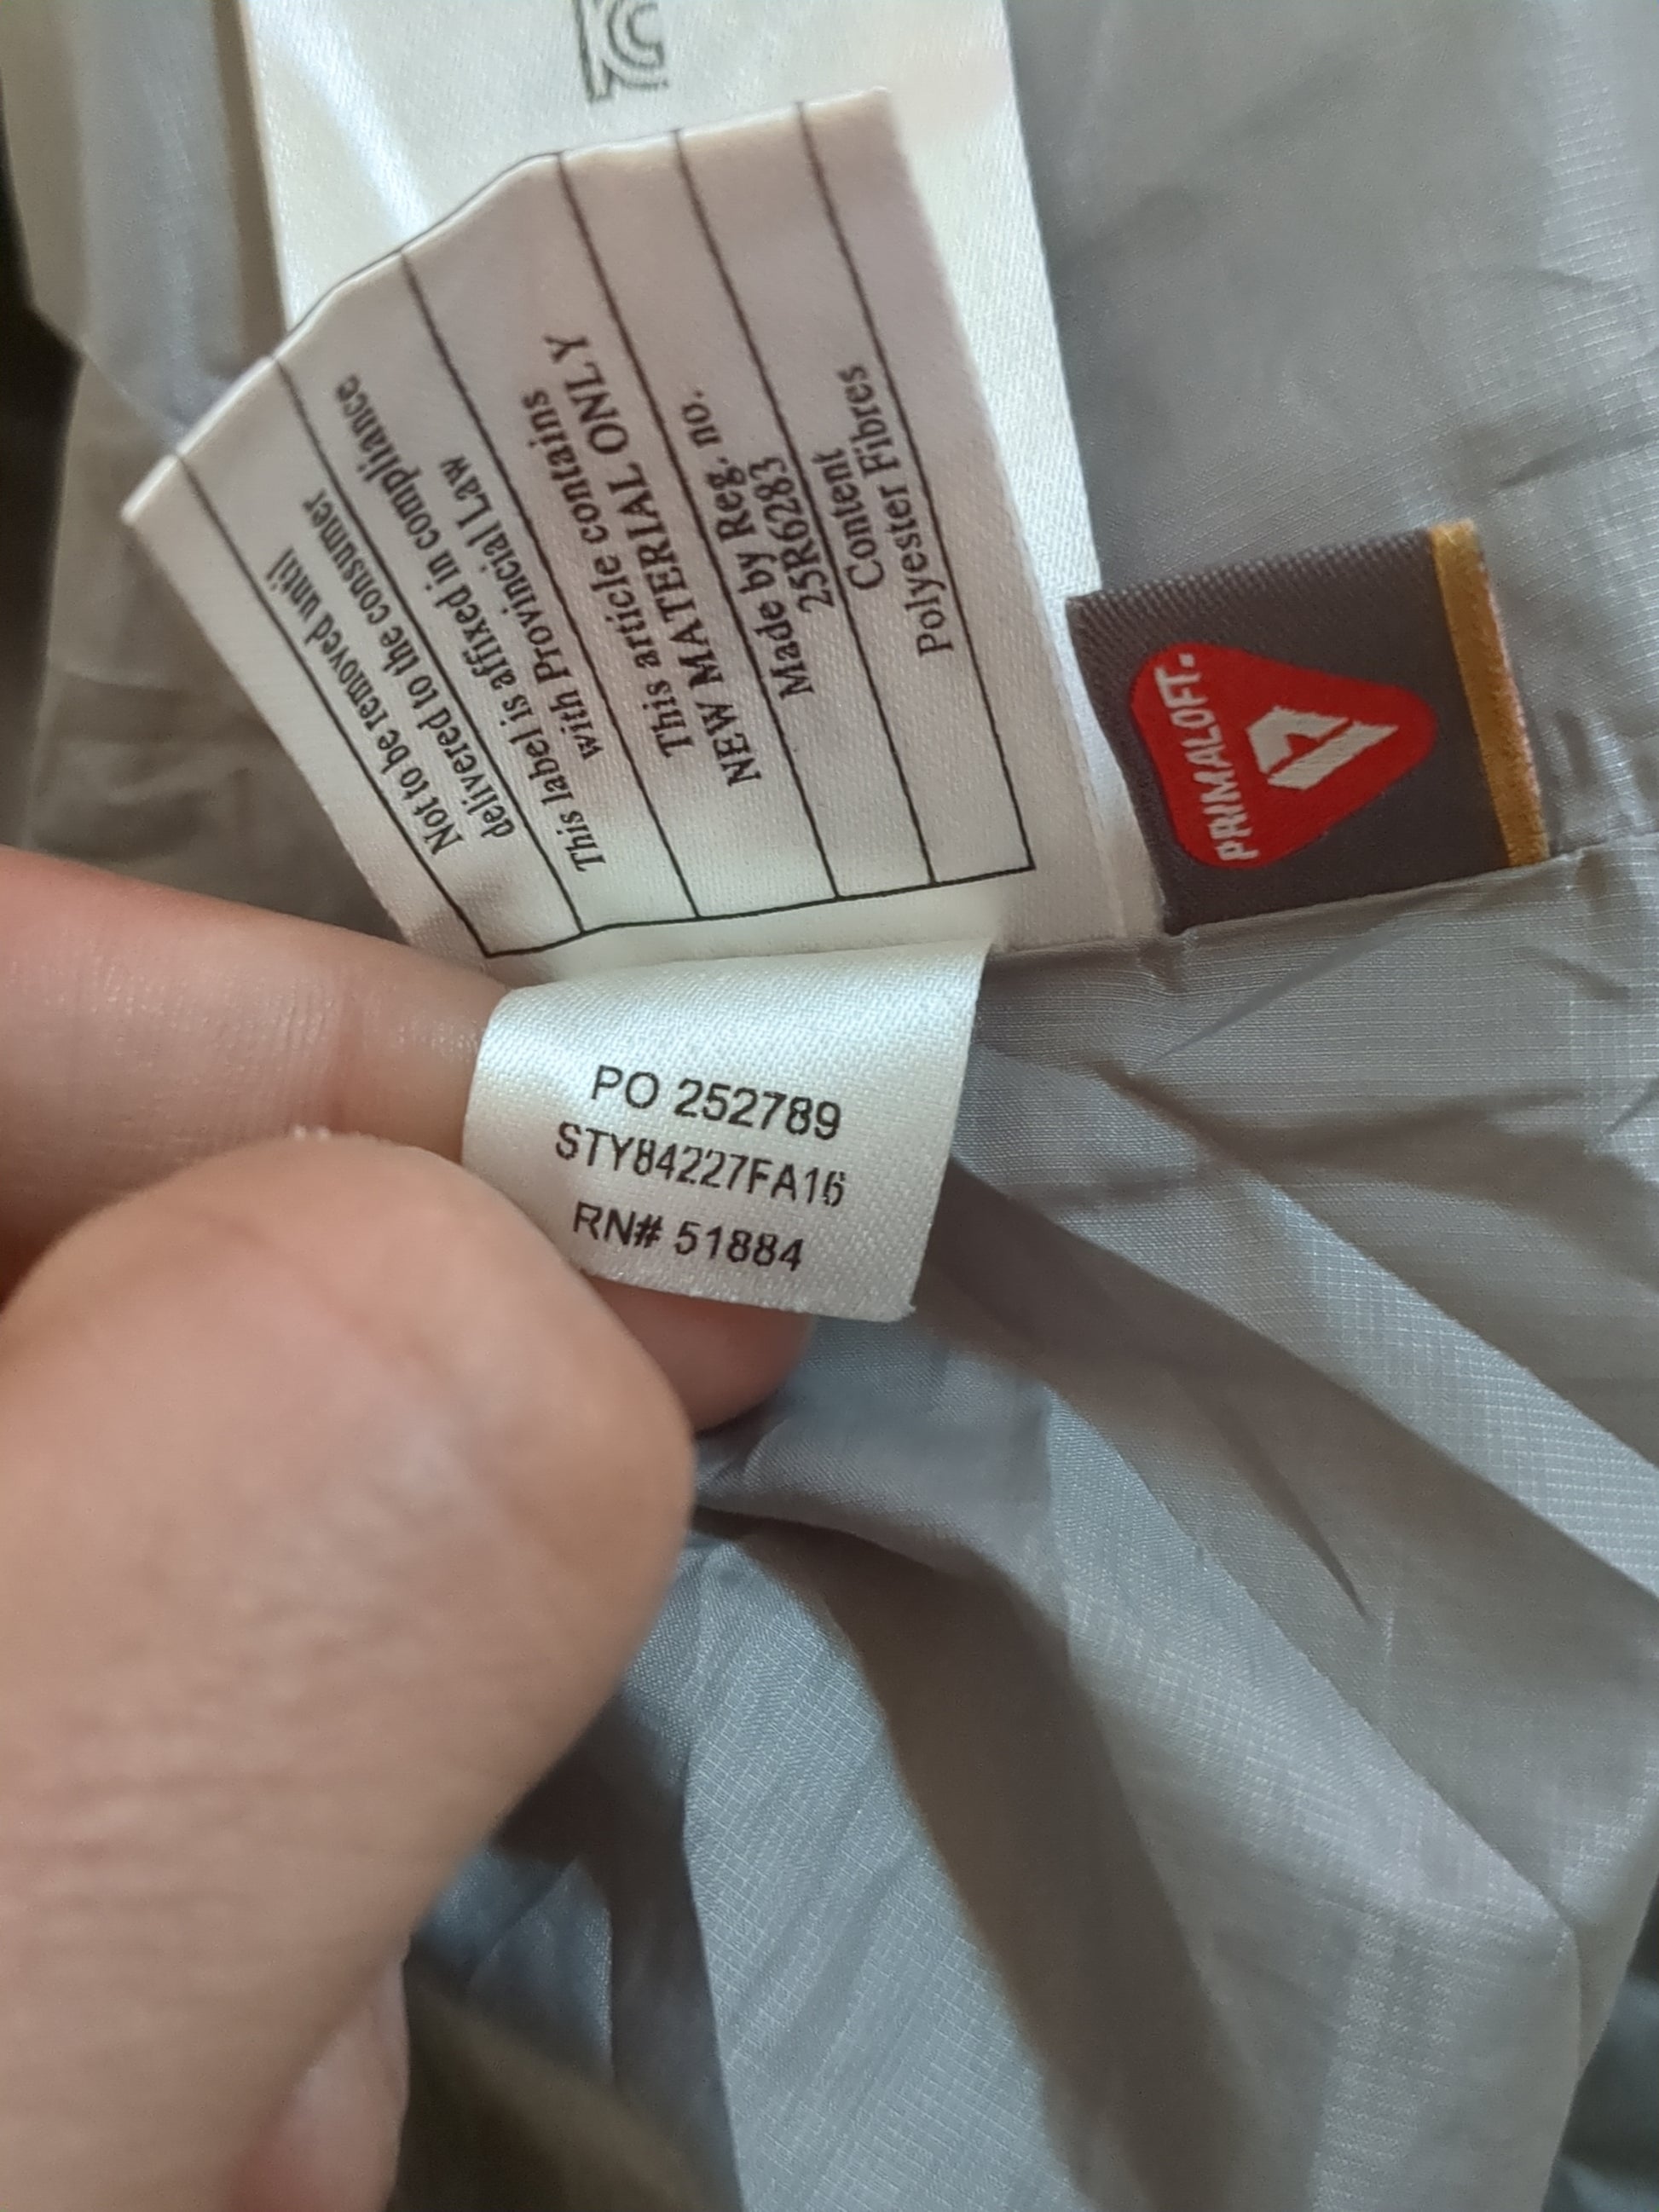 KC
Not to be removed until
delivered to the consumer
This label is affixed in compliance
with Provincial Law
This article contains
NEW MATERIAL ONLY
Made by Reg. no.
25R6283
Content
Polyester Fibres
PRIMALOFT
PO 252789
STY84227FA16
RN# 51884